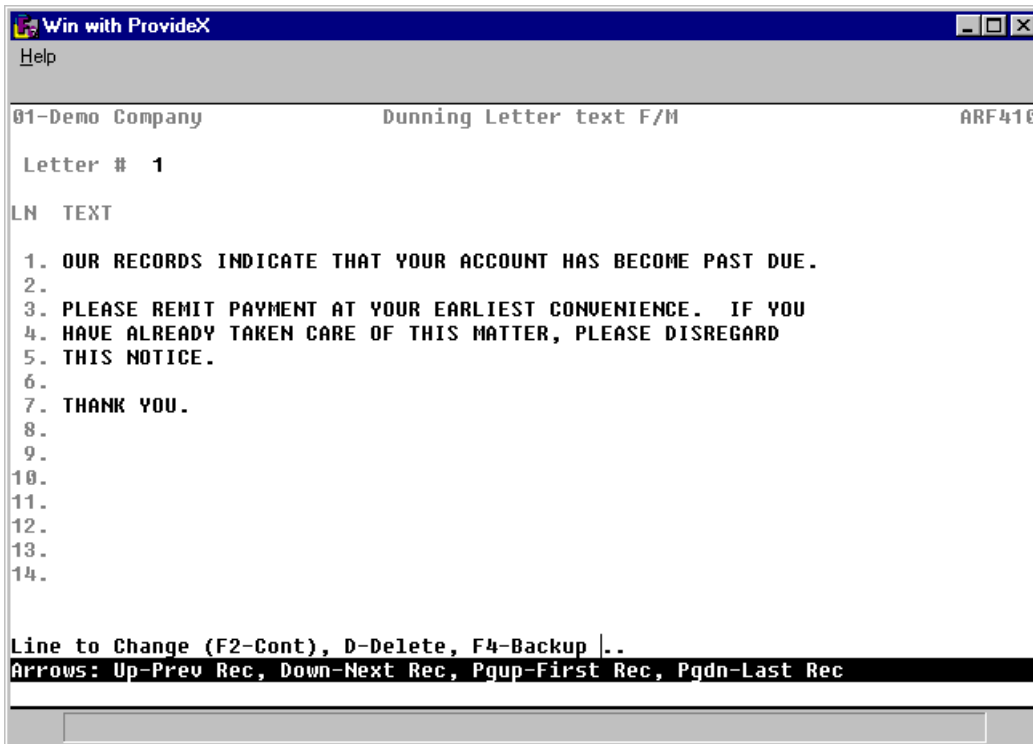 Win with ProvideX
Help
01-Demo Company Dunning Letter text F/M ARF410
Letter # 1
LN TEXT
1. OUR RECORDS INDICATE THAT YOUR ACCOUNT HAS BECOME PAST DUE.
2.
3. PLEASE REMIT PAYMENT AT YOUR EARLIEST CONVENIENCE. IF YOU
4. HAVE ALREADY TAKEN CARE OF THIS MATTER, PLEASE DISREGARD
5. THIS NOTICE.
6.
7. THANK YOU.
8.
9.
10.
11.
12.
13.
14.
Line to Change (F2-Cont), D-Delete, F4-Backup ..
Arrows: Up-Prev Rec, Down-Next Rec, Pgup-First Rec, Pgdn-Last Rec